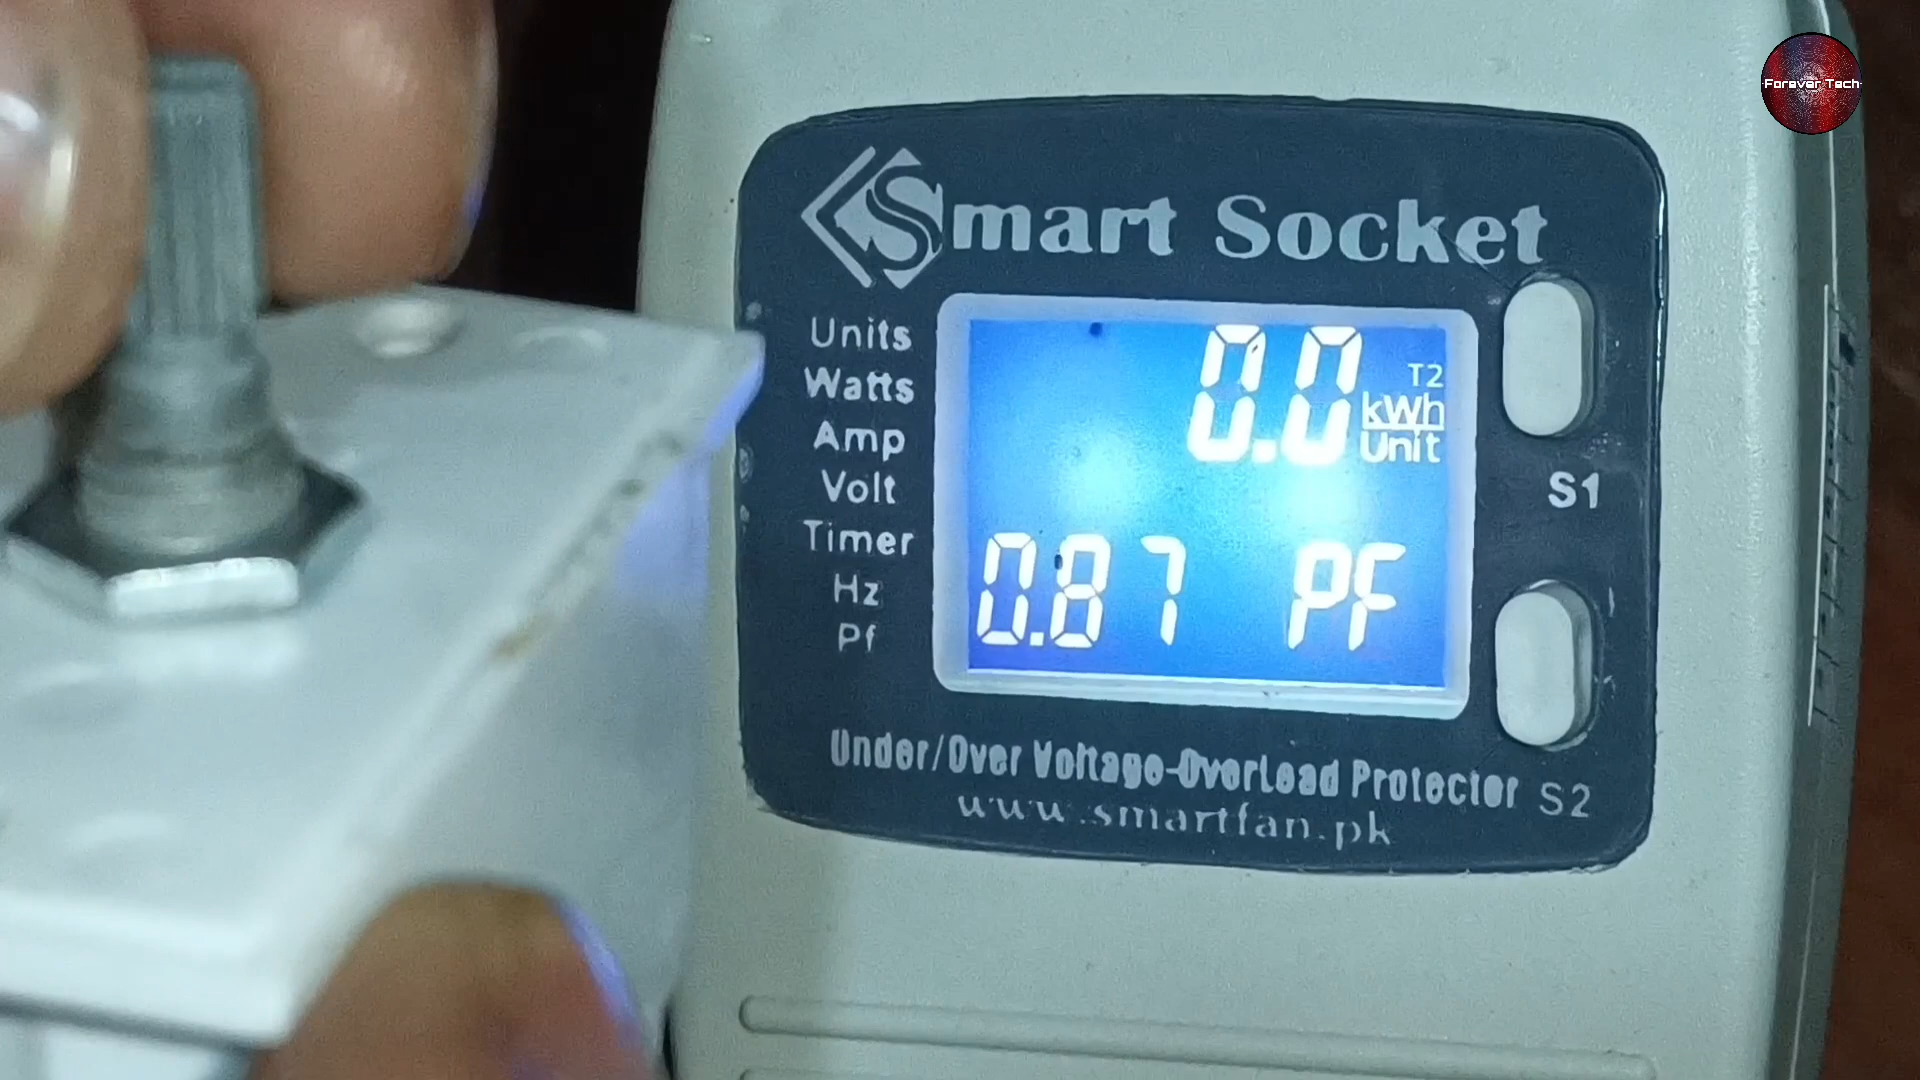 Forever Tech
Smart Socket
Units
Watts
Amp
Volt
Timer
Hz
Pf
0.0 T2 kWh Unit
0.87 PF
S1
S2
Under/Over Voltage-OverLoad Protector
www.smartfan.pk